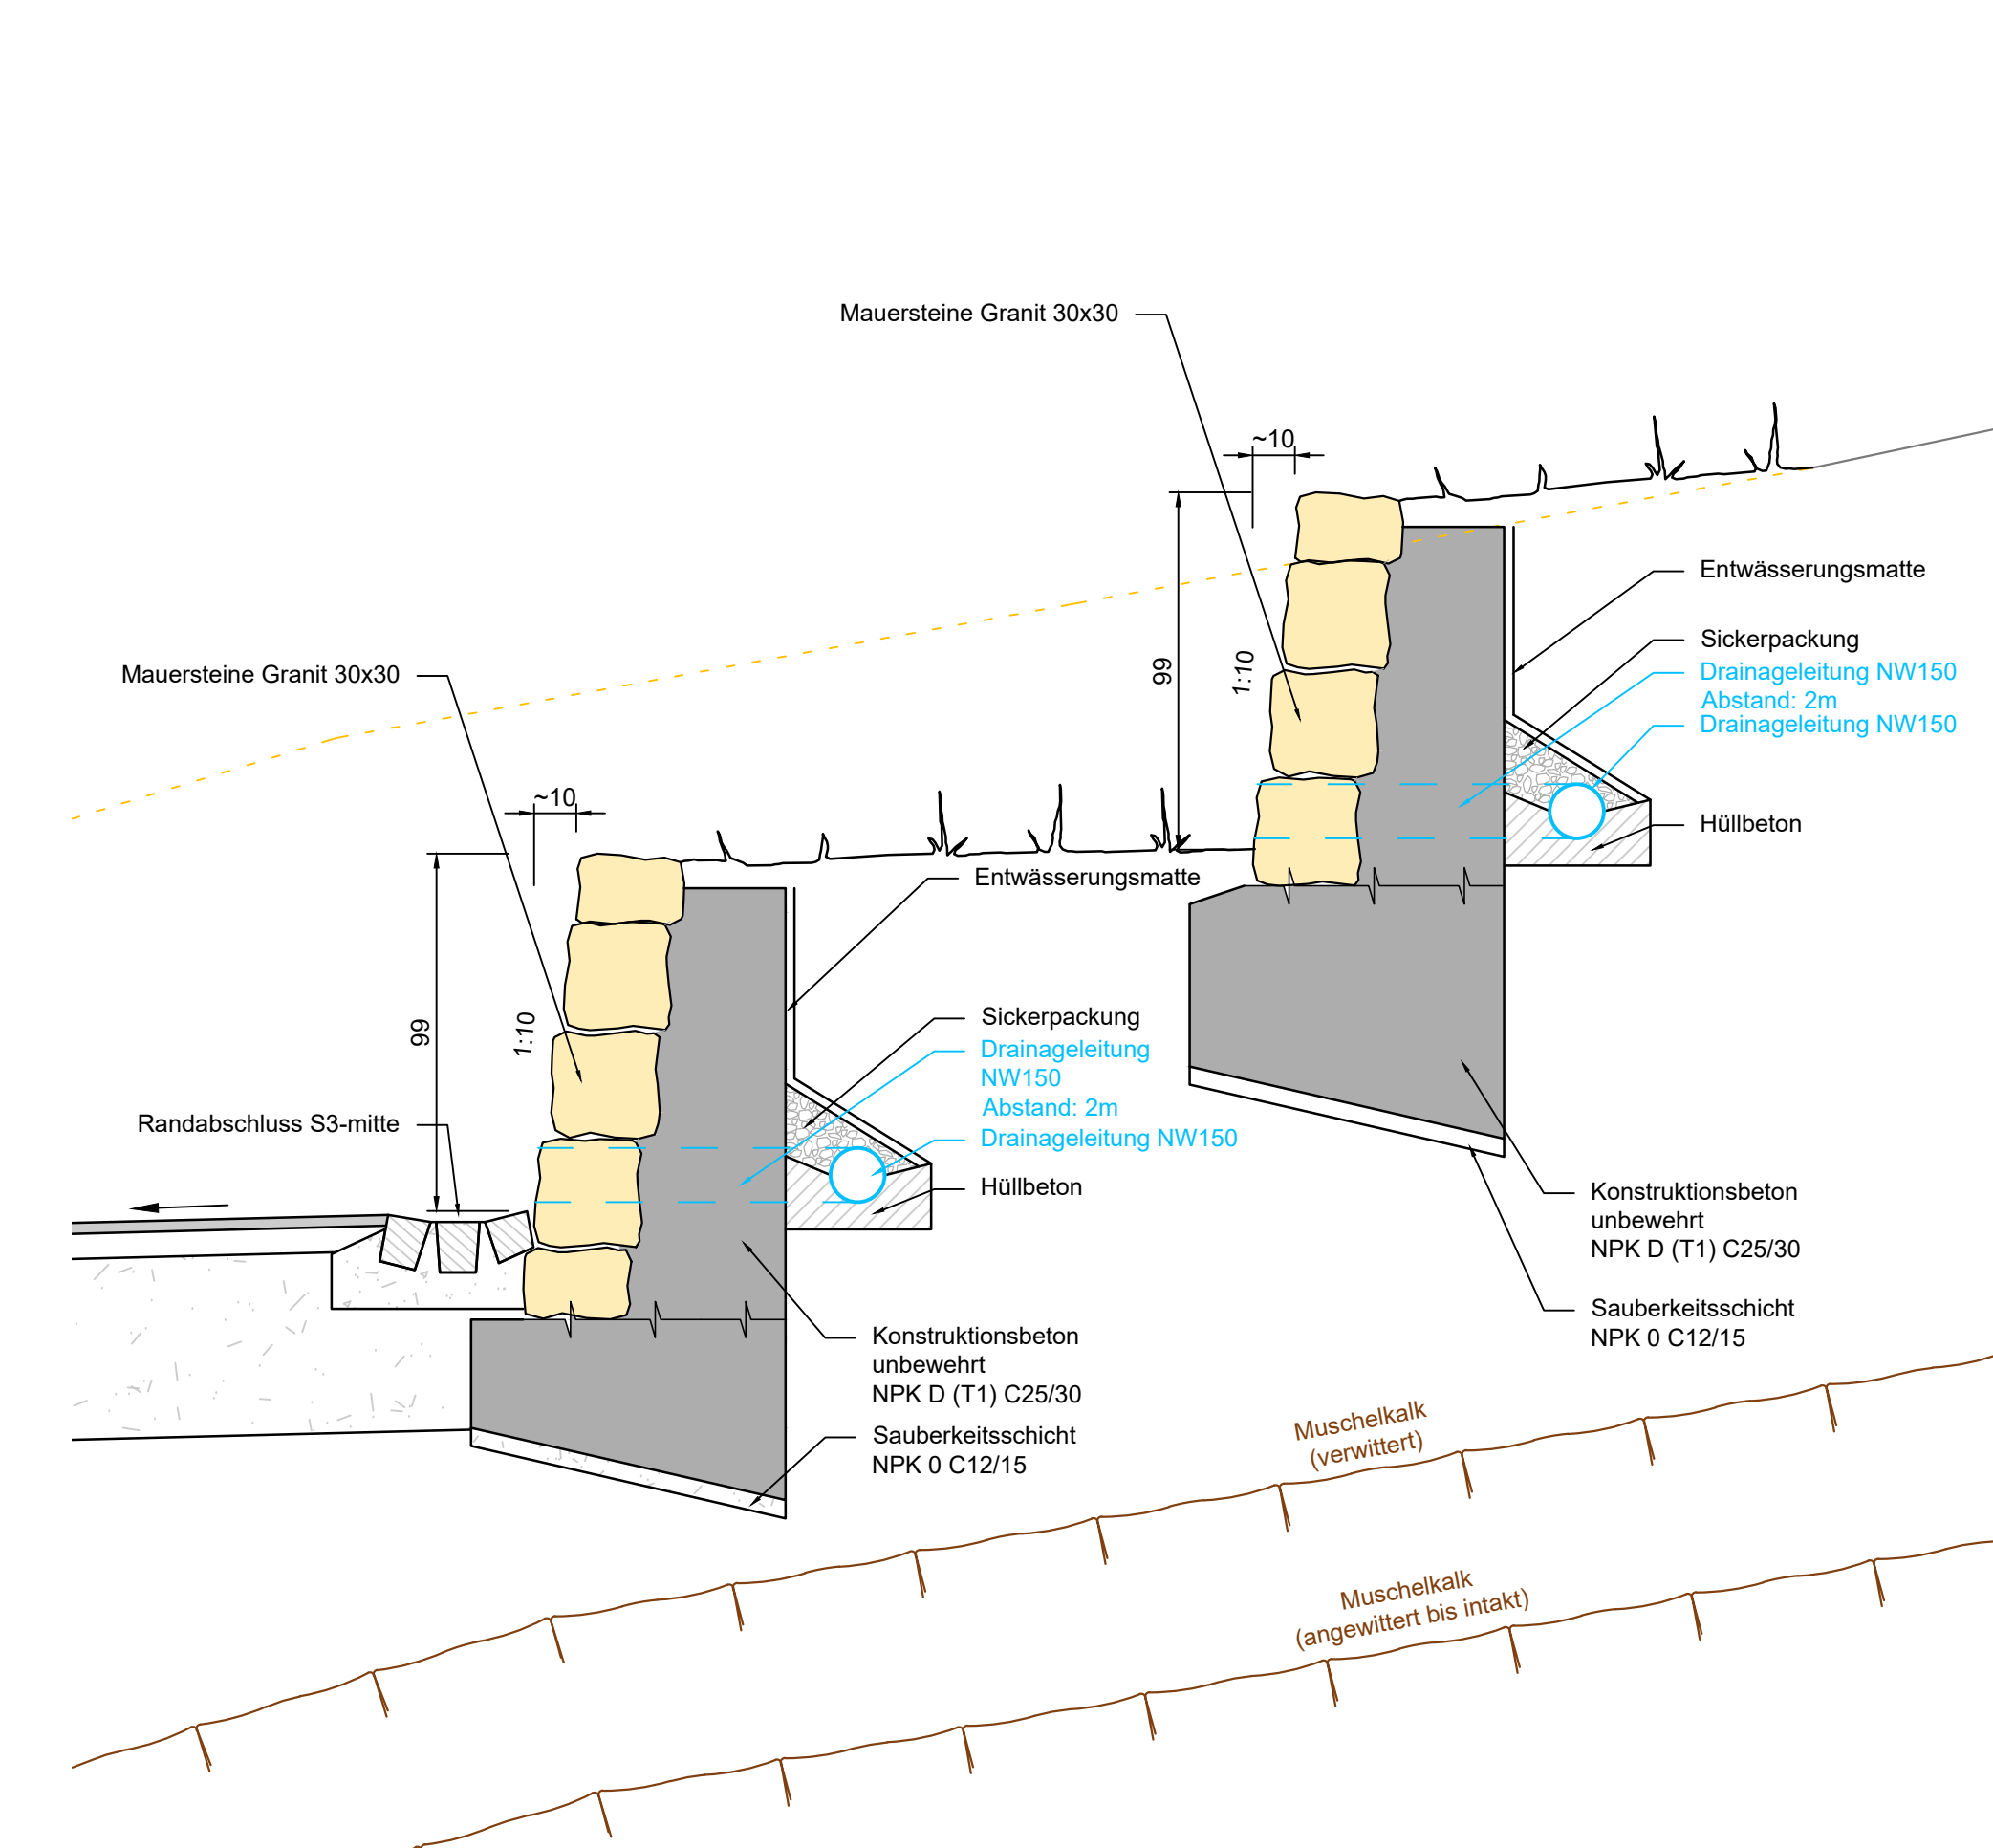 Mauersteine Granit 30x30
~10
99
1:10
Entwässerungsmatte
Sickerpackung
Drainageleitung NW150
Abstand: 2m
Drainageleitung NW150
Hüllbeton
Konstruktionsbeton
unbewehrt
NPK D (T1) C25/30
Sauberkeitsschicht
NPK 0 C12/15
Mauersteine Granit 30x30
~10
99
1:10
Randabschluss S3-mitte
Entwässerungsmatte
Sickerpackung
Drainageleitung
NW150
Abstand: 2m
Drainageleitung NW150
Hüllbeton
Konstruktionsbeton
unbewehrt
NPK D (T1) C25/30
Sauberkeitsschicht
NPK 0 C12/15
Muschelkalk
(verwittert)
Muschelkalk
(angewittert bis intakt)